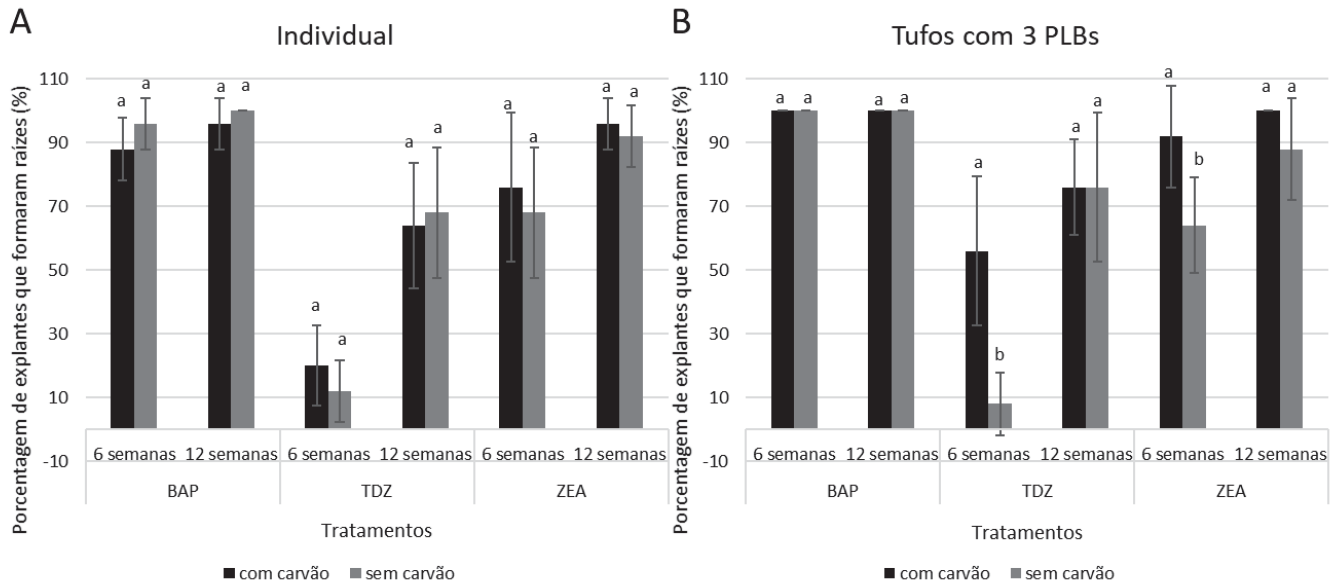 A
Individual
Porcentagem de explantes que formaram raízes (%)
110
90
70
50
30
10
-10
a
a
a
a
a
a
a
a
a
a
a
a
6 semanas
12 semanas
6 semanas
12 semanas
6 semanas
12 semanas
BAP
TDZ
ZEA
Tratamentos
com carvão
sem carvão
B
Tufos com 3 PLBs
Porcentagem de explantes que formaram raízes (%)
110
90
70
50
30
10
-10
a
a
a
a
a
b
a
a
a
b
a
a
6 semanas
12 semanas
6 semanas
12 semanas
6 semanas
12 semanas
BAP
TDZ
ZEA
Tratamentos
com carvão
sem carvão